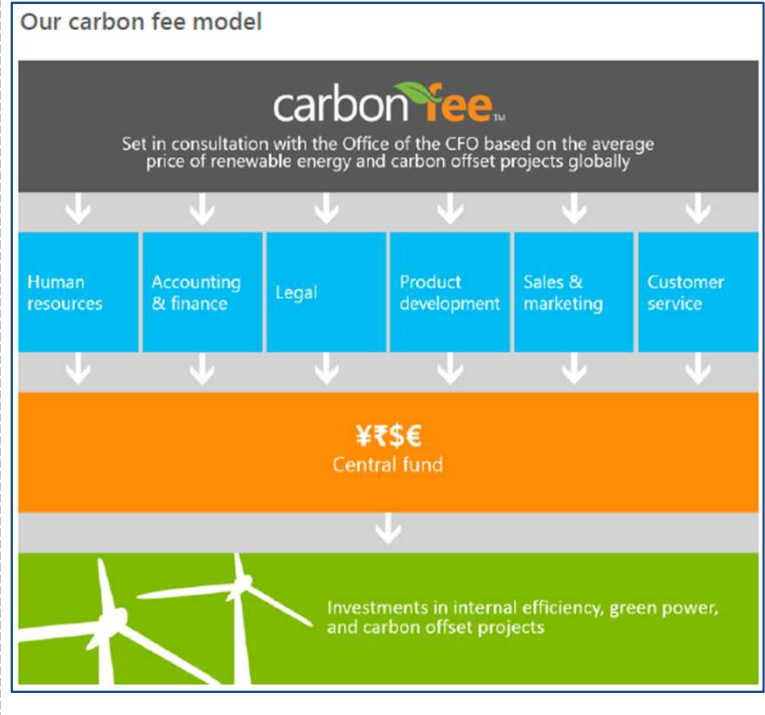 Our carbon fee model
carbon fee™
Set in consultation with the Office of the CFO based on the average
price of renewable energy and carbon offset projects globally
Human
resources
Accounting
& finance
Legal
Product
development
Sales &
marketing
Customer
service
¥₹$€
Central fund
Investments in internal efficiency, green power,
and carbon offset projects